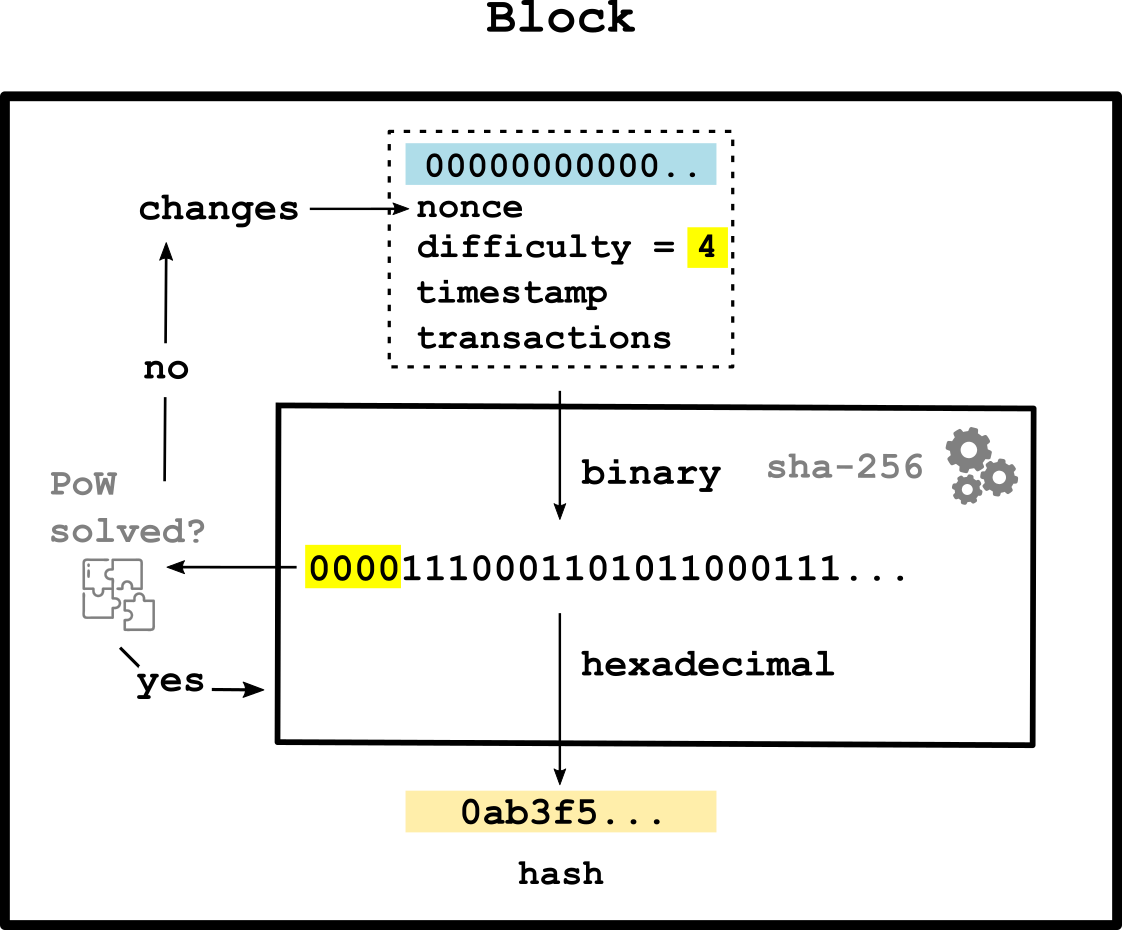 Block
00000000000..
changes
nonce
difficulty = 4
timestamp
transactions
no
binary
sha-256
PoW
solved?
00001110001101011000111...
hexadecimal
yes
0ab3f5...
hash